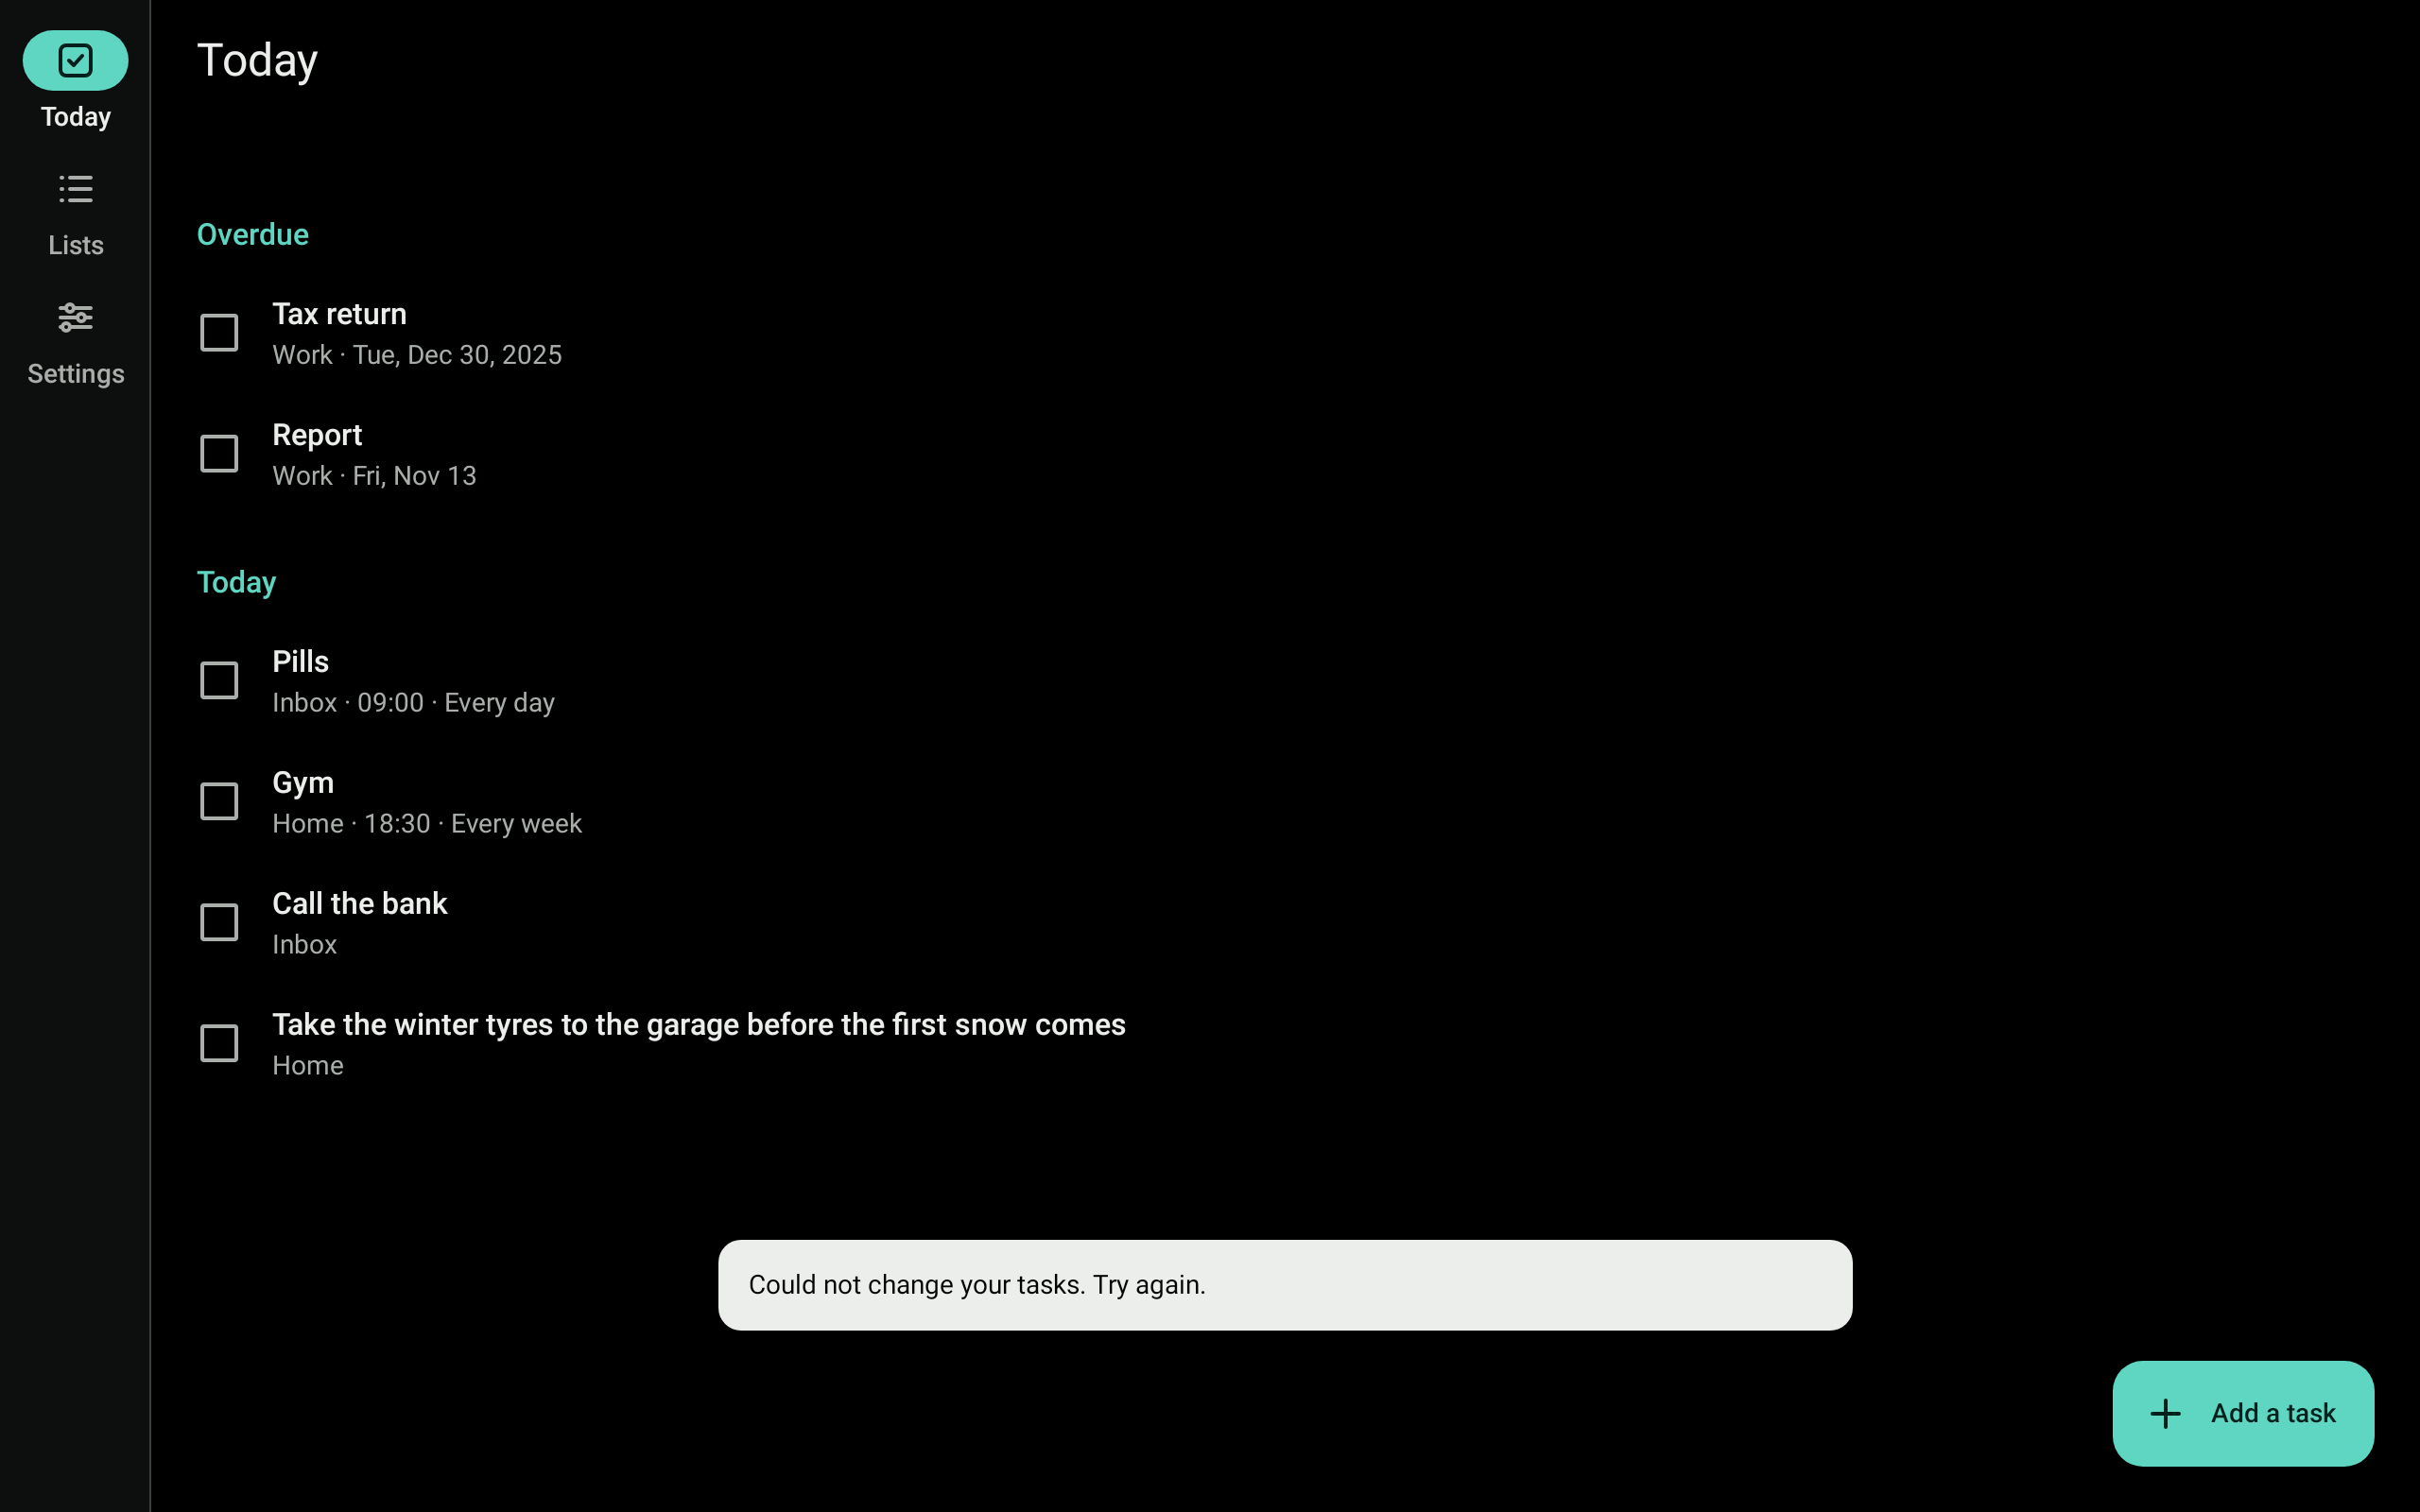 Today
Lists
Settings
Today
Overdue
Tax return
Work · Tue, Dec 30, 2025
Report
Work · Fri, Nov 13
Today
Pills
Inbox · 09:00 · Every day
Gym
Home · 18:30 · Every week
Call the bank
Inbox
Take the winter tyres to the garage before the first snow comes
Home
Could not change your tasks. Try again.
Add a task